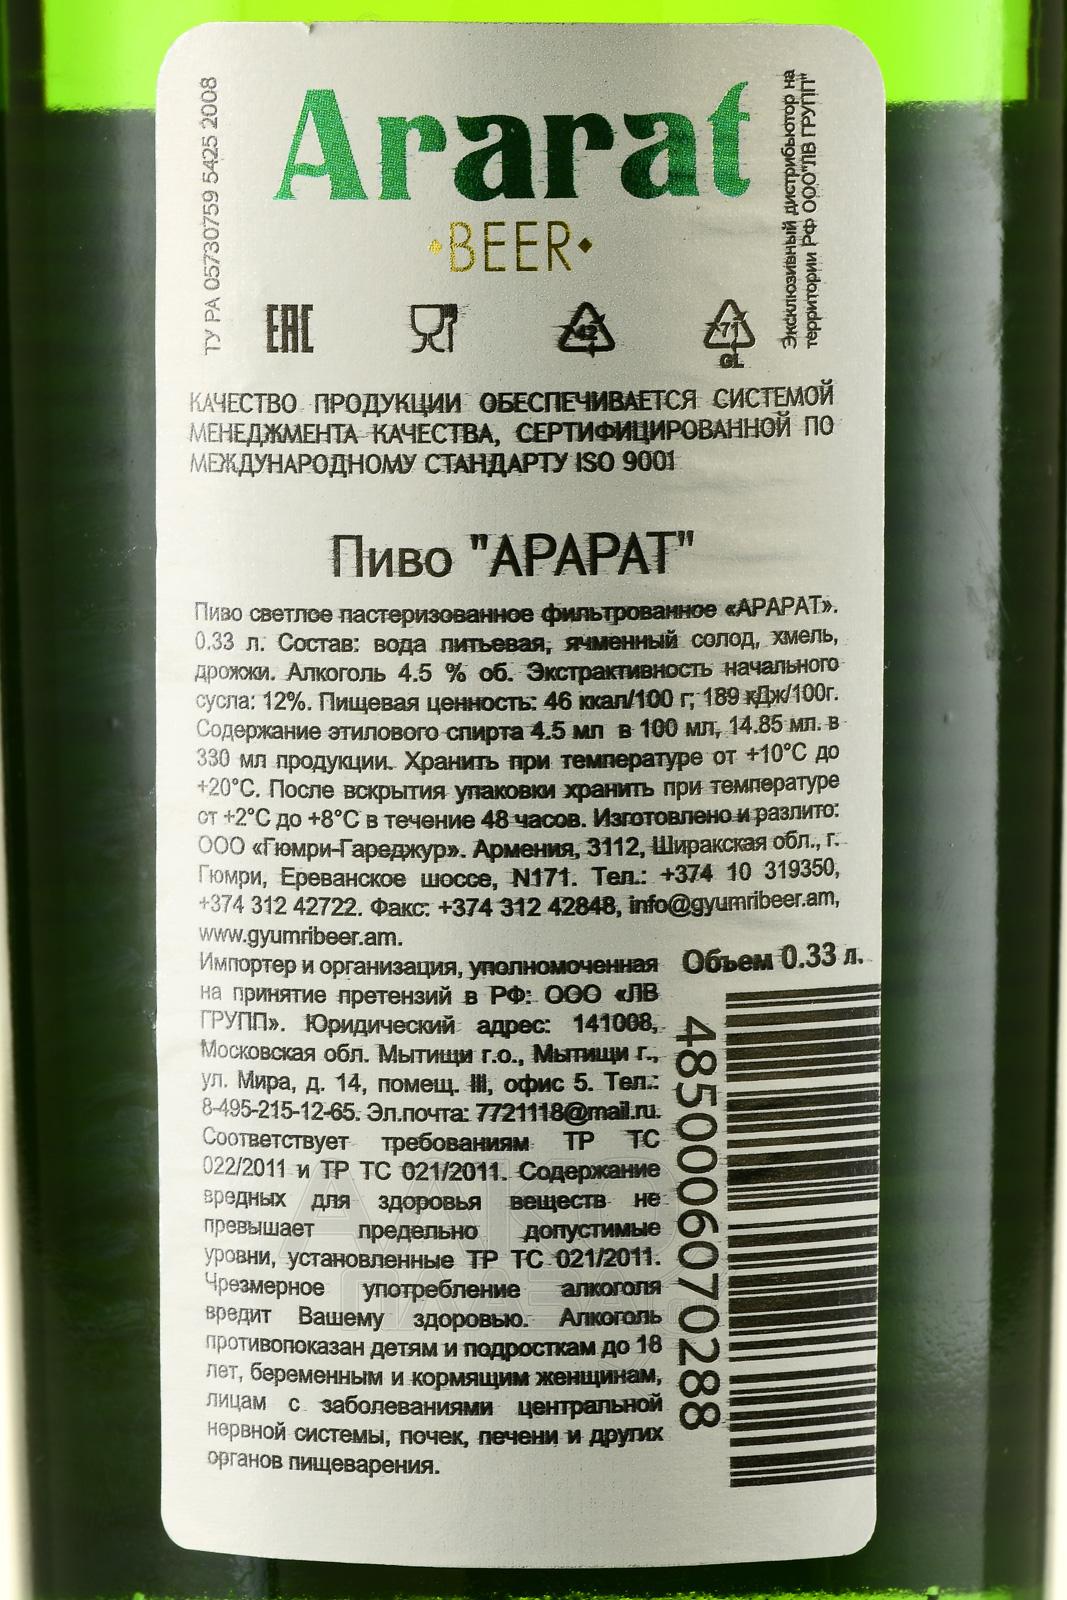 Ararat
BEER
ТУ РА 05730759 5425 2008
Эксклюзивный дистрибьютор на
территории РФ ООО"ЛВ ГРУПП"
EAC
42
71
GL
КАЧЕСТВО ПРОДУКЦИИ ОБЕСПЕЧИВАЕТСЯ СИСТЕМОЙ
МЕНЕДЖМЕНТА КАЧЕСТВА, СЕРТИФИЦИРОВАННОЙ ПО
МЕЖДУНАРОДНОМУ СТАНДАРТУ ISO 9001
Пиво "АРАРАТ"
Пиво светлое пастеризованное фильтрованное «АРАРАТ».
0.33 л. Состав: вода питьевая, ячменный солод, хмель,
дрожжи. Алкоголь 4.5 % об. Экстрактивность начального
сусла: 12%. Пищевая ценность: 46 ккал/100 г; 189 кДж/100г.
Содержание этилового спирта 4.5 мл в 100 мл, 14.85 мл. в
330 мл продукции. Хранить при температуре от +10°C до
+20°C. После вскрытия упаковки хранить при температуре
от +2°C до +8°C в течение 48 часов. Изготовлено и разлито:
ООО «Гюмри-Гареджур». Армения, 3112, Ширакская обл., г.
Гюмри, Ереванское шоссе, N171. Тел.: +374 10 319350,
+374 312 42722. Факс: +374 312 42848, info@gyumribeer.am,
www.gyumribeer.am.
Импортер и организация, уполномоченная
на принятие претензий в РФ: ООО «ЛВ
ГРУПП». Юридический адрес: 141008,
Московская обл. Мытищи г.о., Мытищи г.,
ул. Мира, д. 14, помещ. III, офис 5. Тел.:
8-495-215-12-65. Эл.почта: 7721118@mail.ru.
Соответствует требованиям ТР ТС
022/2011 и ТР ТС 021/2011. Содержание
вредных для здоровья веществ не
превышает предельно допустимые
уровни, установленные ТР ТС 021/2011.
Чрезмерное употребление алкоголя
вредит Вашему здоровью. Алкоголь
противопоказан детям и подросткам до 18
лет, беременным и кормящим женщинам,
лицам с заболеваниями центральной
нервной системы, почек, печени и других
органов пищеварения.
Объем 0.33 л.
4850006070288